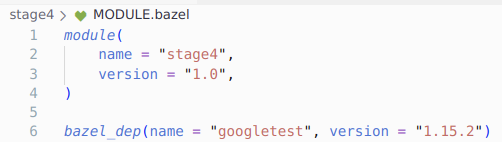 stage4 > MODULE.bazel
1 module(
2     name = "stage4",
3     version = "1.0",
4 )
5
6 bazel_dep(name = "googletest", version = "1.15.2")